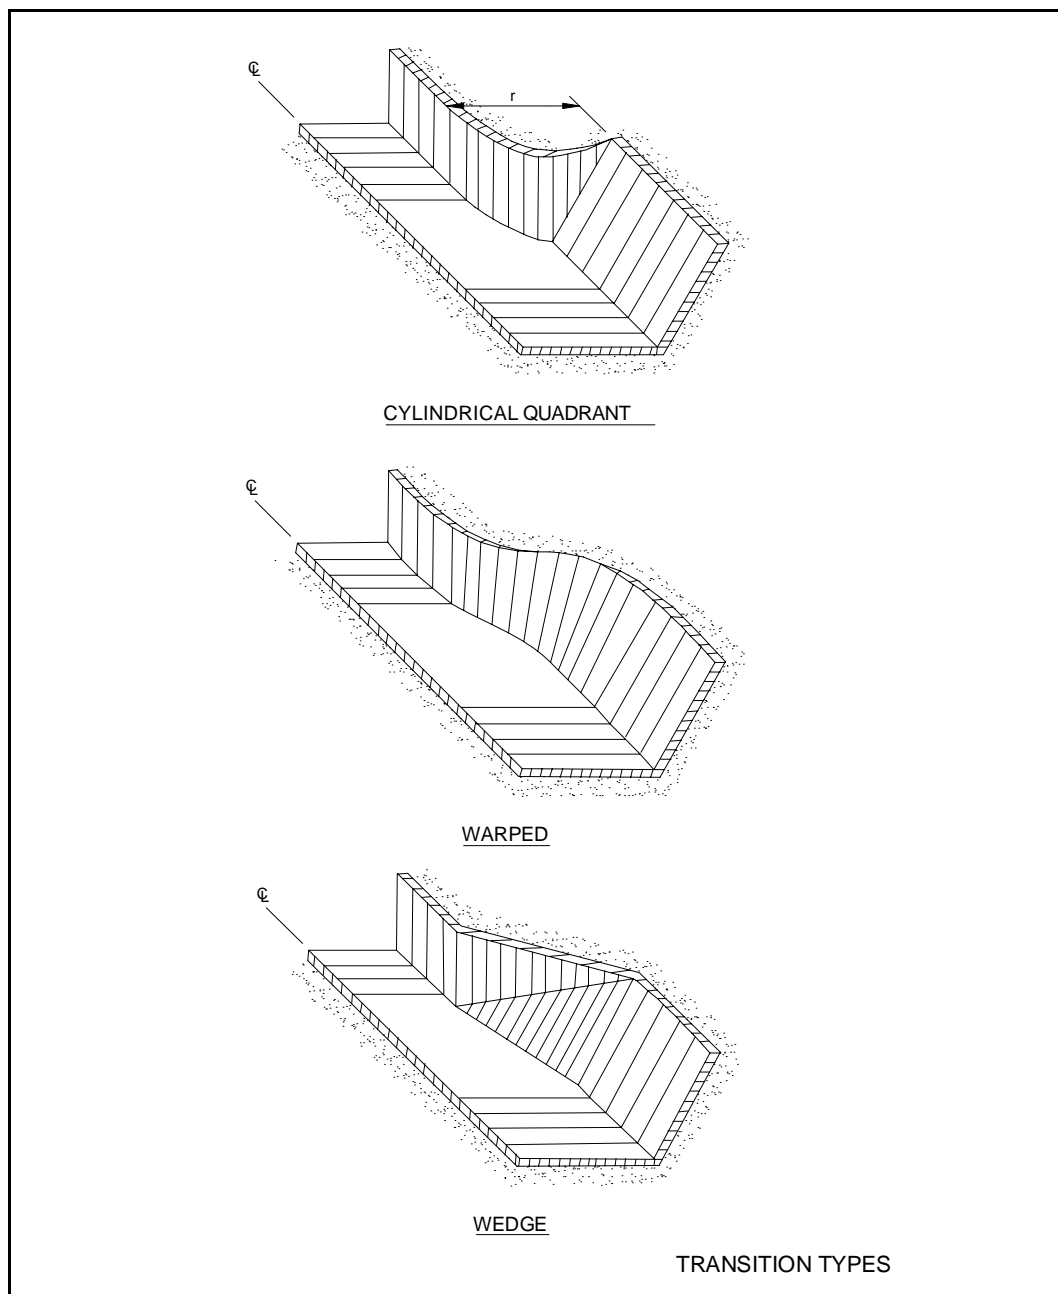 ℄
r
CYLINDRICAL QUADRANT
℄
WARPED
℄
WEDGE
TRANSITION TYPES